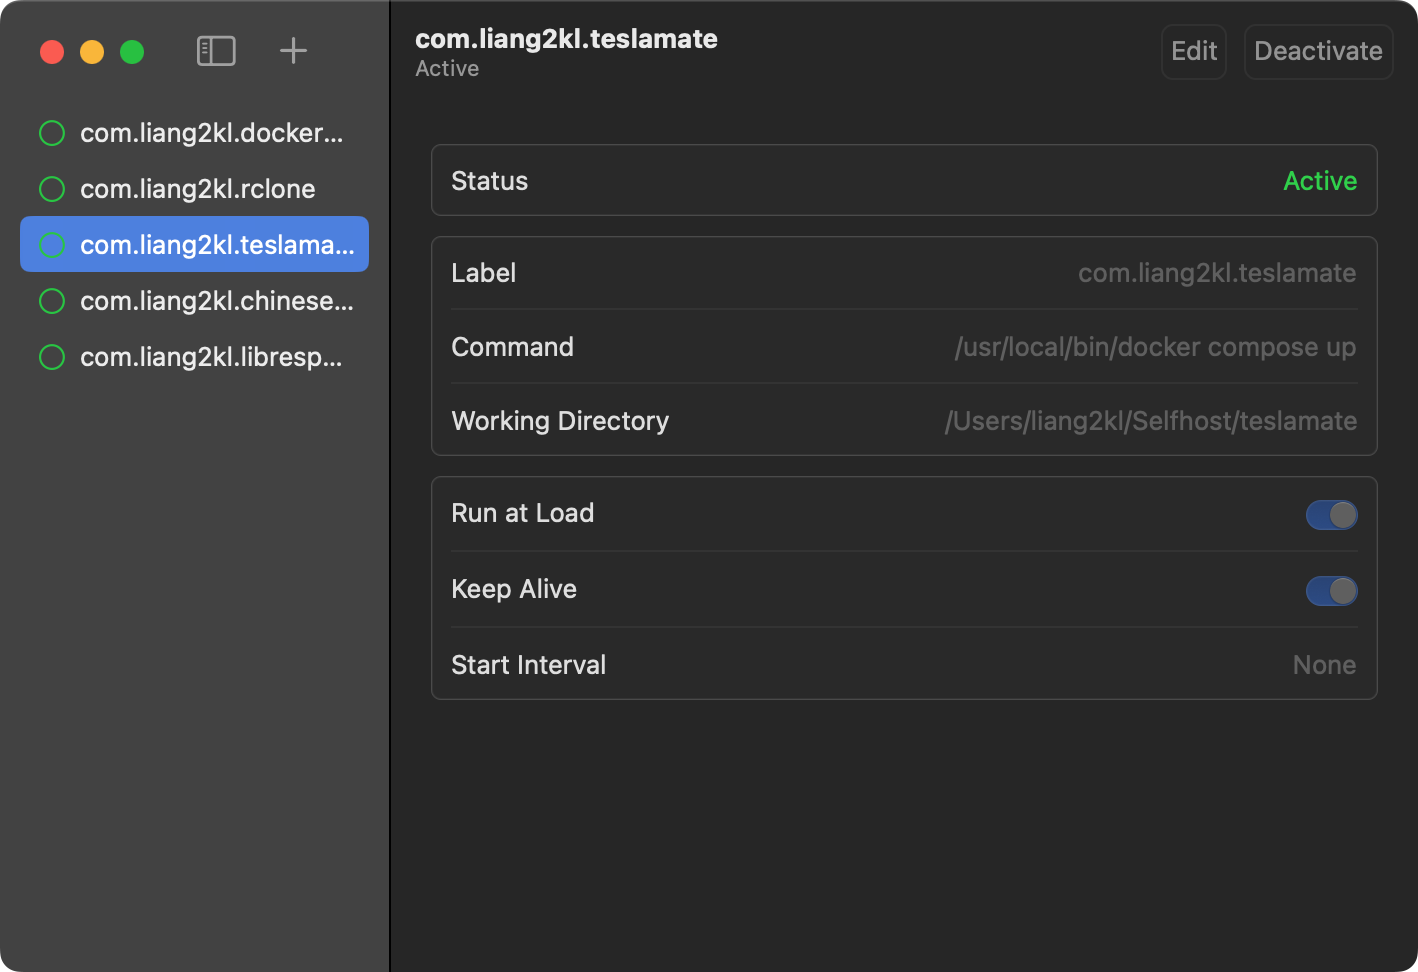 com.liang2kl.docker...
com.liang2kl.rclone
com.liang2kl.teslama...
com.liang2kl.chinese...
com.liang2kl.libresp...
com.liang2kl.teslamate
Active
Edit
Deactivate
Status
Active
Label
com.liang2kl.teslamate
Command
/usr/local/bin/docker compose up
Working Directory
/Users/liang2kl/Selfhost/teslamate
Run at Load
Keep Alive
Start Interval
None